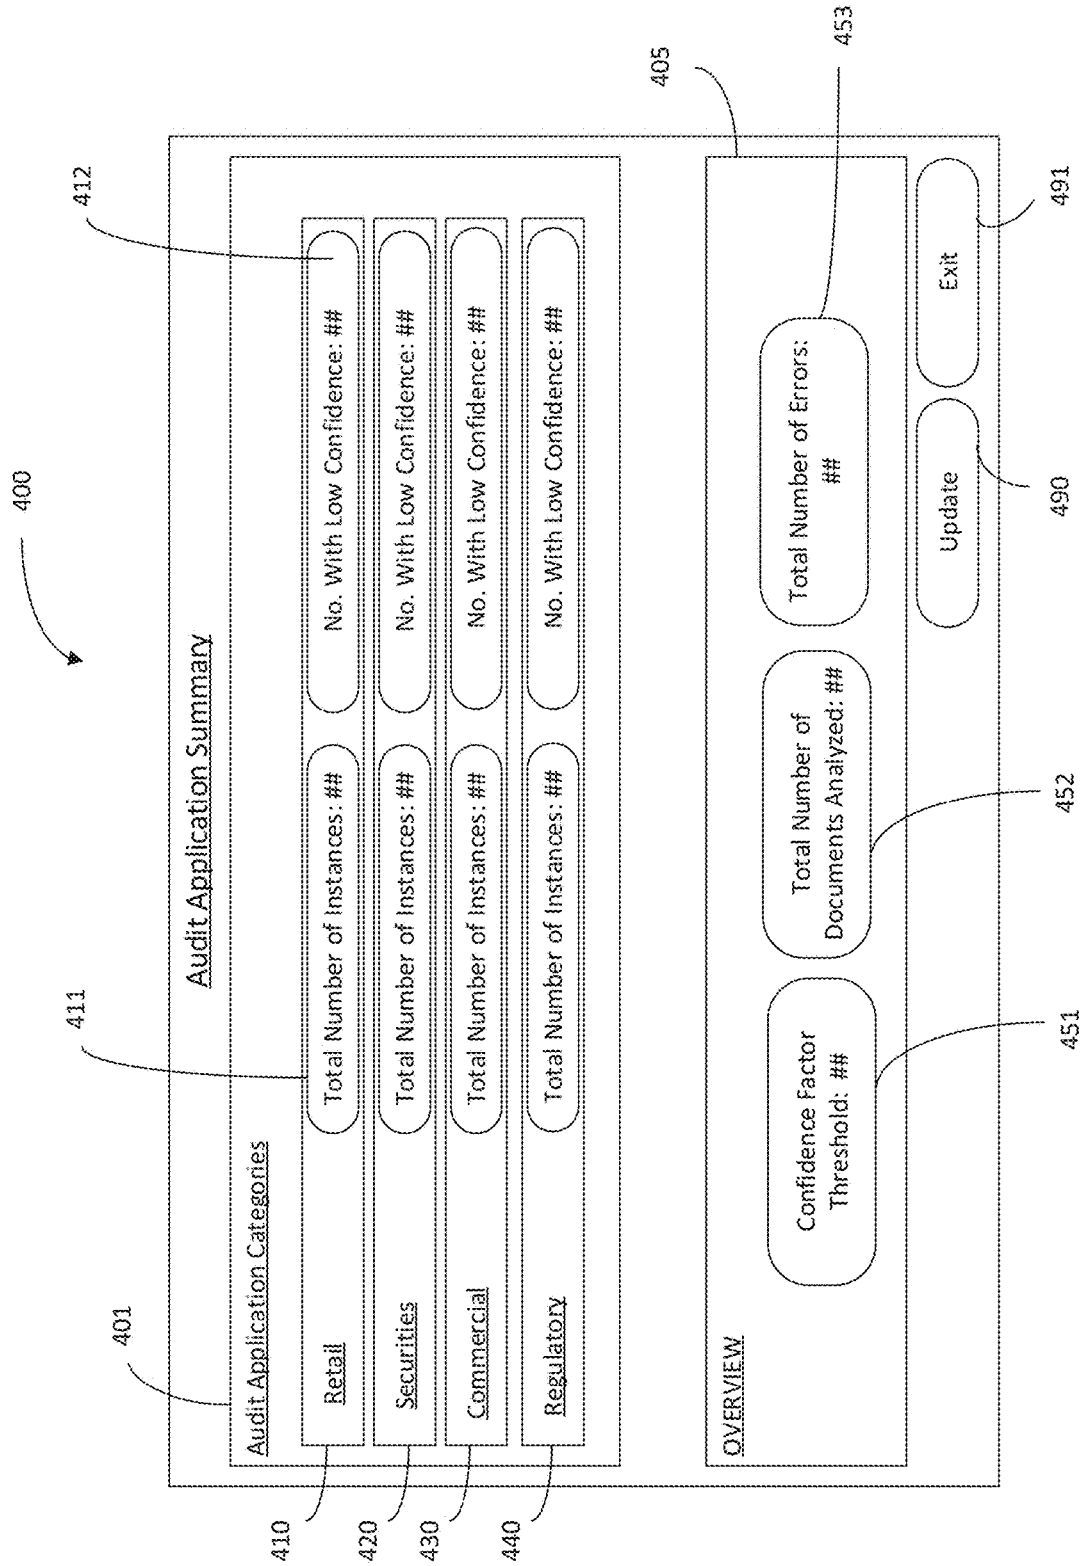 400
Audit Application Summary
401
Audit Application Categories
411
412
410
Retail
Total Number of Instances: ##
No. With Low Confidence: ##
420
Securities
Total Number of Instances: ##
No. With Low Confidence: ##
430
Commercial
Total Number of Instances: ##
No. With Low Confidence: ##
440
Regulatory
Total Number of Instances: ##
No. With Low Confidence: ##
405
OVERVIEW
Confidence Factor
Threshold: ##
Total Number of
Documents Analyzed: ##
Total Number of Errors:
##
453
Update
Exit
451
452
490
491